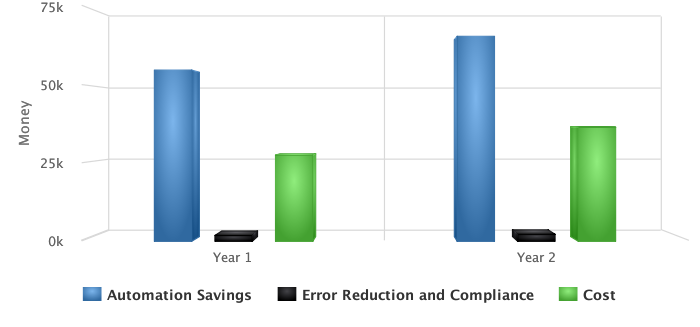 75k
50k
25k
0k
Money
Year 1
Year 2
Automation Savings
Error Reduction and Compliance
Cost